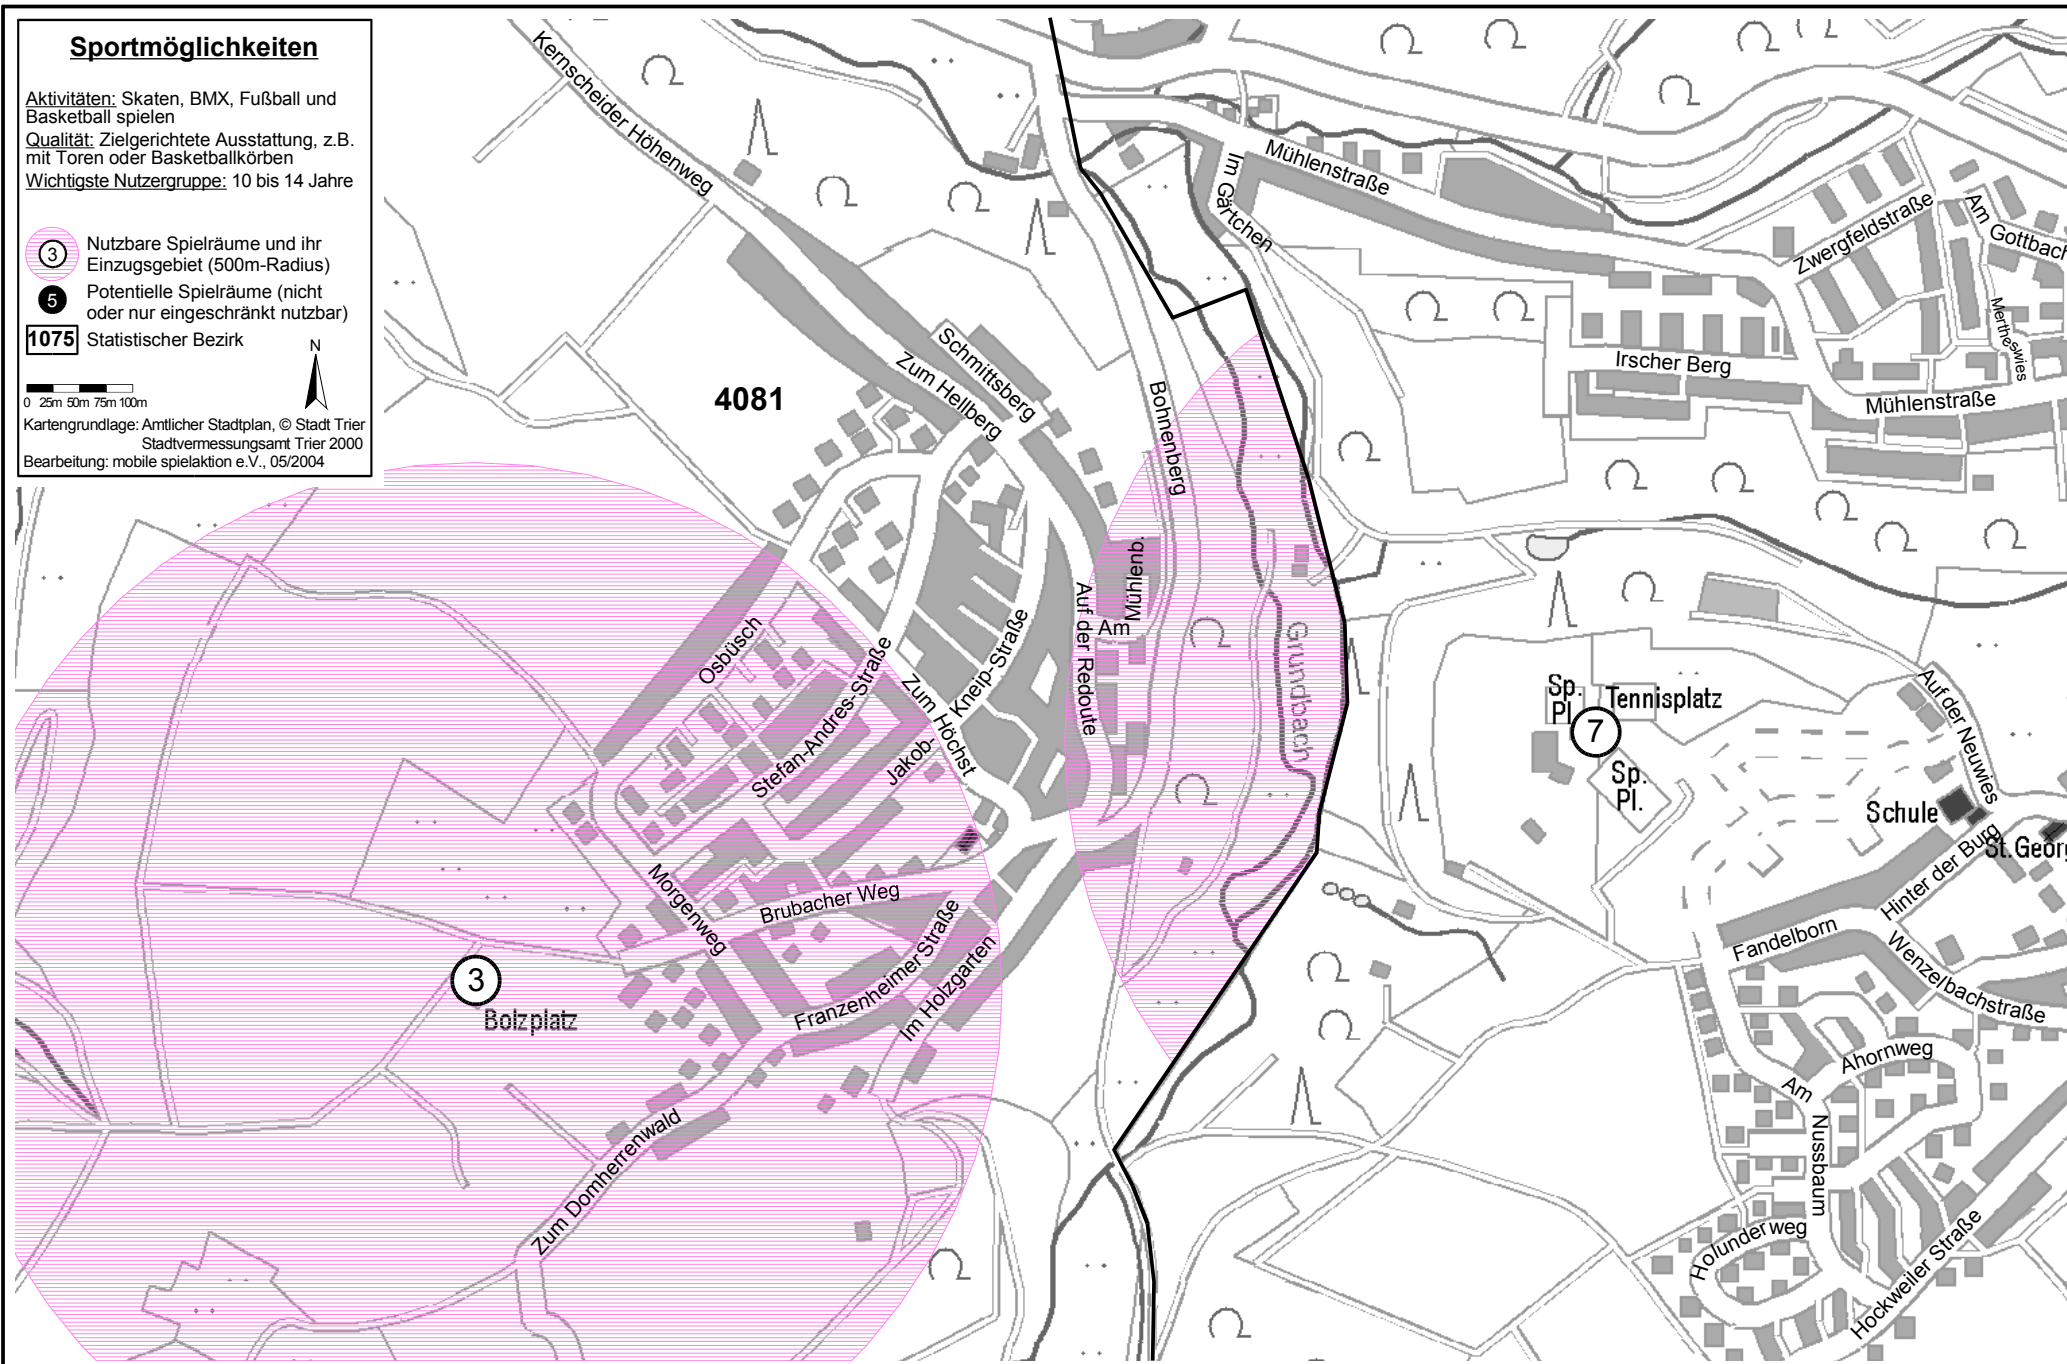 Sportmöglichkeiten
Aktivitäten: Skaten, BMX, Fußball und
Basketball spielen
Qualität: Zielgerichtete Ausstattung, z.B.
mit Toren oder Basketballkörben
Wichtigste Nutzergruppe: 10 bis 14 Jahre
3 Nutzbare Spielräume und ihr
Einzugsgebiet (500m-Radius)
5 Potentielle Spielräume (nicht
oder nur eingeschränkt nutzbar)
1075 Statistischer Bezirk
N
0 25m 50m 75m 100m
Kartengrundlage: Amtlicher Stadtplan, © Stadt Trier
Stadtvermessungsamt Trier 2000
Bearbeitung: mobile spielaktion e.V., 05/2004
Kernscheider Höhenweg
Mühlenstraße
Im Gärtchen
Zwergfeldstraße
Am Gottbach
Mertheswies
Irscher Berg
Mühlenstraße
4081
Schmittsberg
Zum Hellberg
Bohnenberg
Am Mühlenb.
Auf der Redoute
Grundbach
Osbüsch
Stefan-Andres-Straße
Zum Höchst
Jakob-Kneip-Straße
Morgenweg
Brubacher Weg
Franzenheimer Straße
Im Holzgarten
Zum Domherrenwald
3
Bolzplatz
Sp.
Pl.
Tennisplatz
7
Sp.
Pl.
Auf der Neuwies
Schule
St.Georg
Hinter der Burg
Fandelborn
Wenzelbachstraße
Ahornweg
Am Nussbaum
Holunderweg
Hockweiler Straße